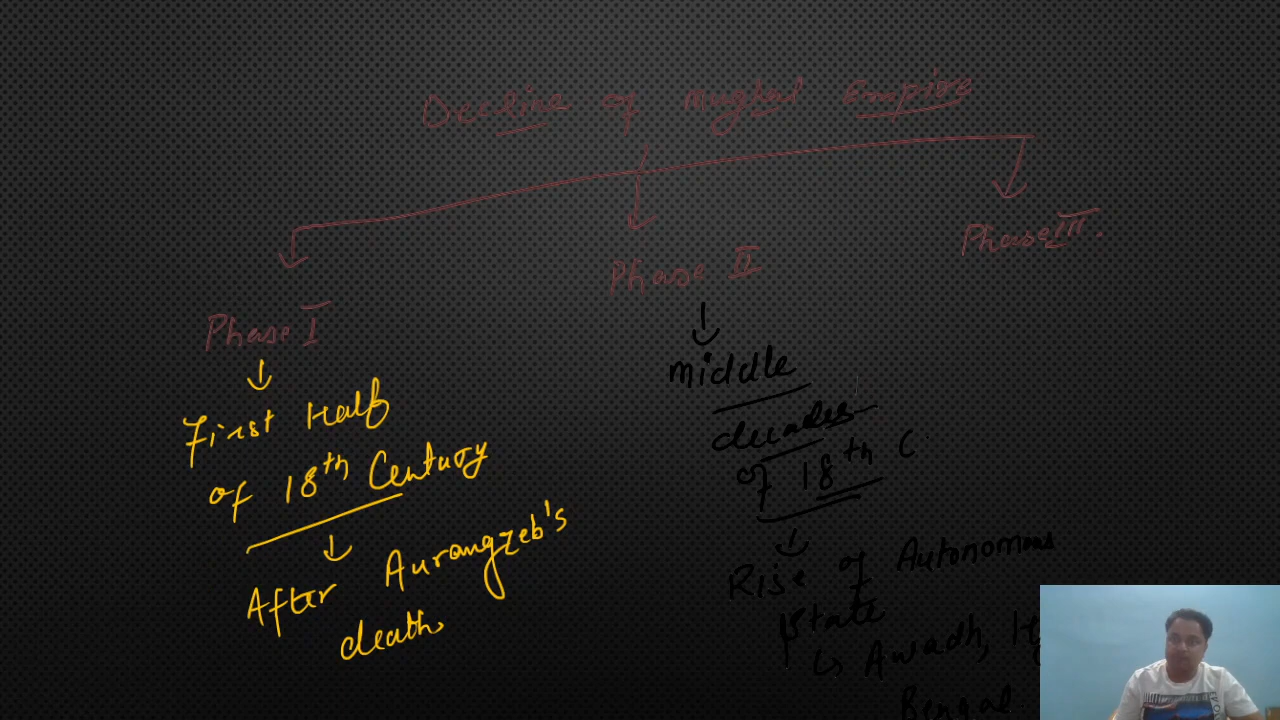 Decline of Mughal Empire
Phase I
Phase II
Phase III.
First Half
of 18th Century
After Aurangzeb's
death
middle
decades
of 18th C
Rise of Autonomous
State
Awadh,
Bengal